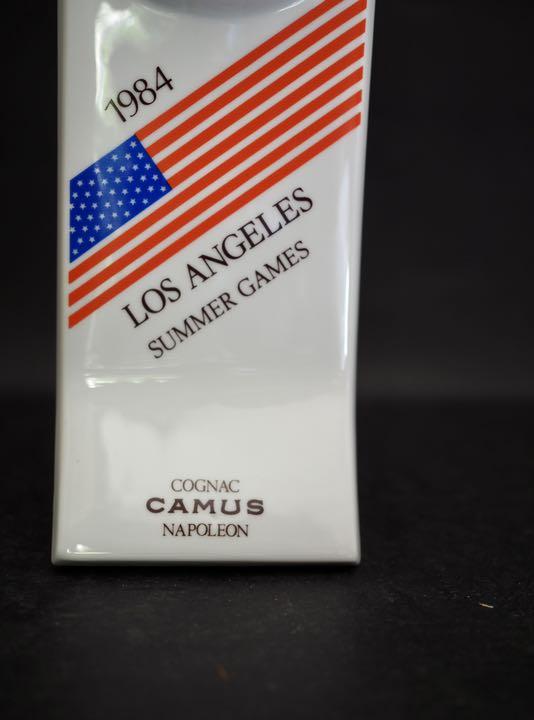 1984
LOS ANGELES
SUMMER GAMES
COGNAC
CAMUS
NAPOLEON